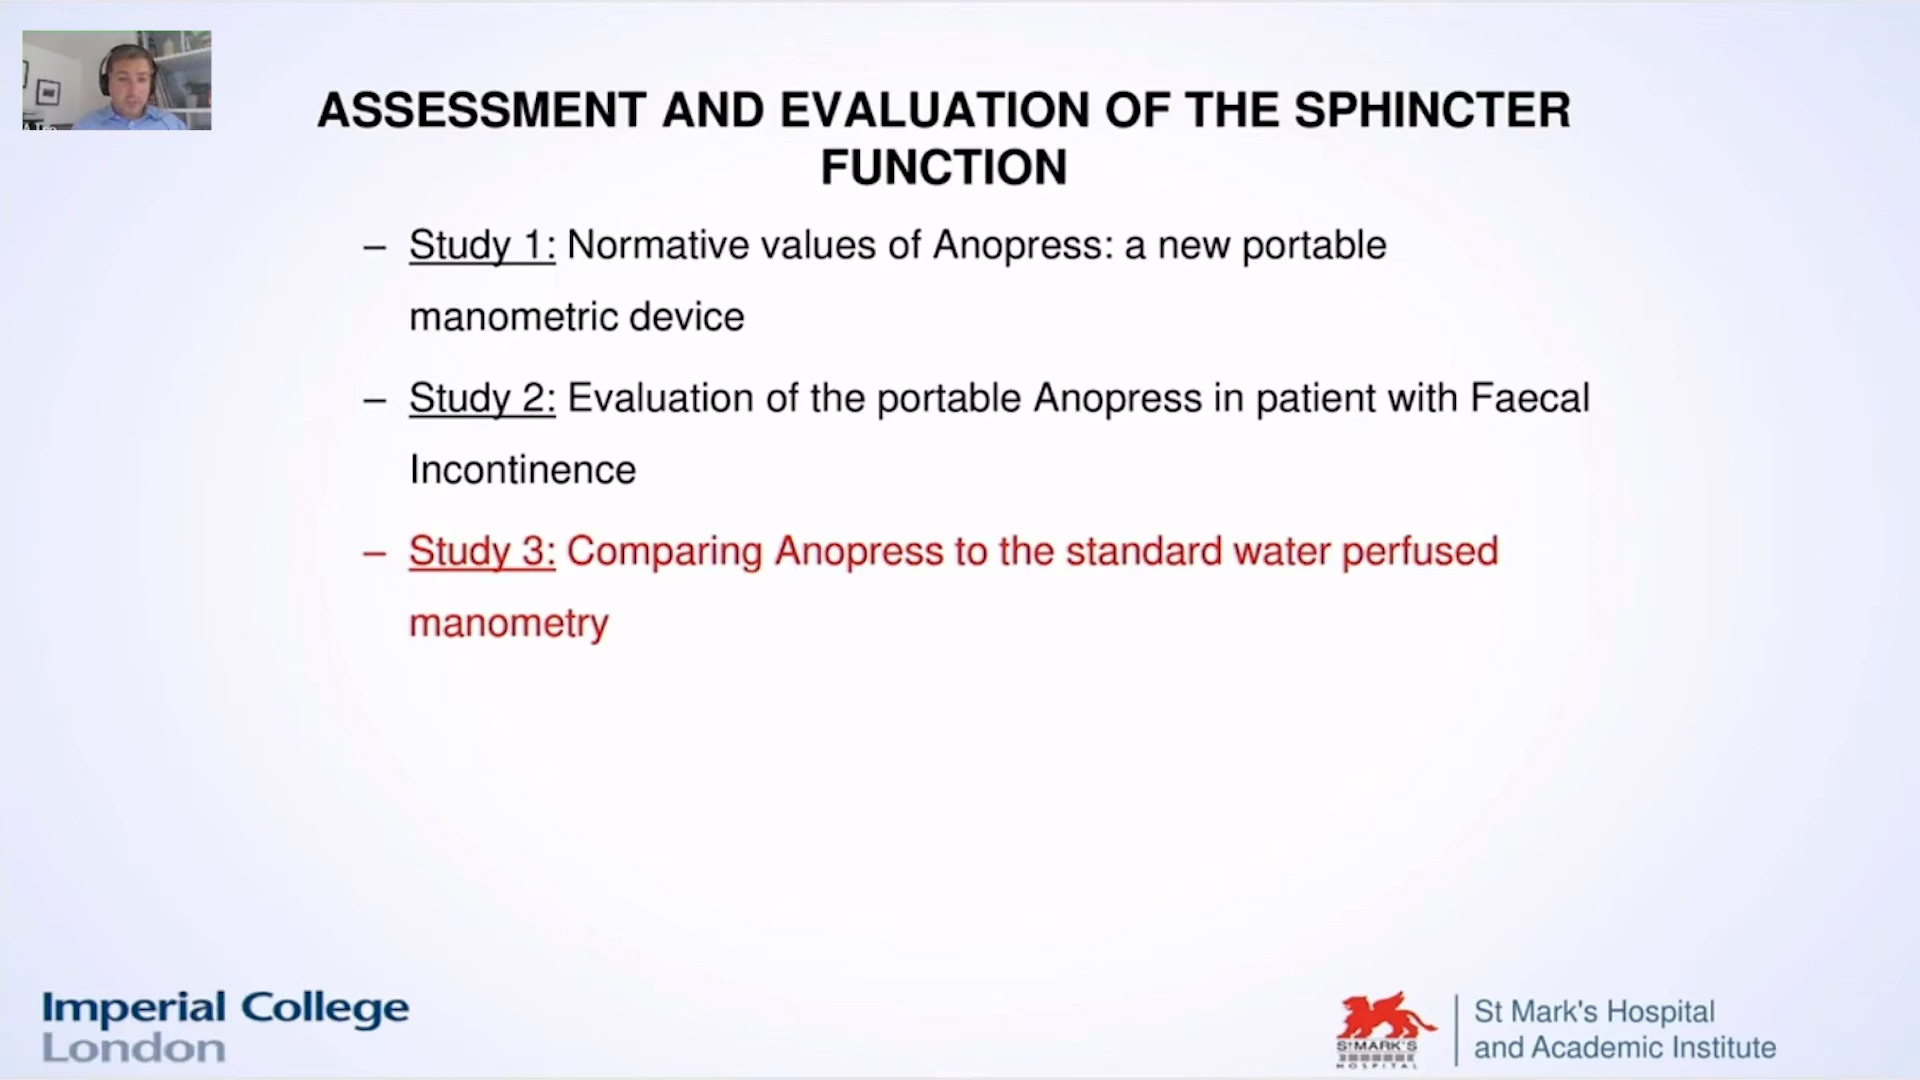 ASSESSMENT AND EVALUATION OF THE SPHINCTER
FUNCTION
– Study 1: Normative values of Anopress: a new portable
manometric device
– Study 2: Evaluation of the portable Anopress in patient with Faecal
Incontinence
– Study 3: Comparing Anopress to the standard water perfused
manometry
Imperial College
London
ST MARK'S
HOSPITAL
St Mark's Hospital
and Academic Institute